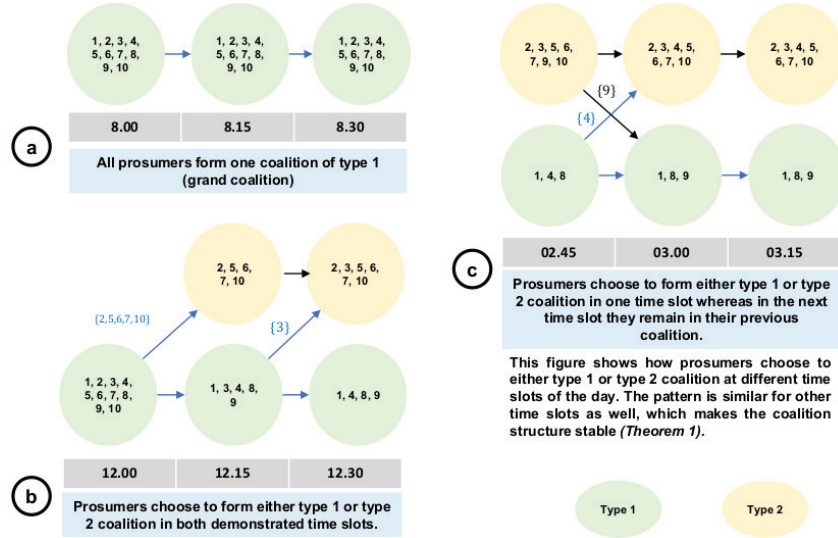 1, 2, 3, 4,
5, 6, 7, 8,
9, 10
1, 2, 3, 4,
5, 6, 7, 8,
9, 10
1, 2, 3, 4,
5, 6, 7, 8,
9, 10
8.00 8.15 8.30
a
All prosumers form one coalition of type 1
(grand coalition)
2, 5, 6,
7, 10
2, 3, 5, 6,
7, 10
{2,5,6,7,10}
{3}
1, 2, 3, 4,
5, 6, 7, 8,
9, 10
1, 3, 4, 8,
9
1, 4, 8, 9
12.00 12.15 12.30
b
Prosumers choose to form either type 1 or type
2 coalition in both demonstrated time slots.
2, 3, 5, 6,
7, 9, 10
2, 3, 4, 5,
6, 7, 10
2, 3, 4, 5,
6, 7, 10
{9}
{4}
1, 4, 8
1, 8, 9
1, 8, 9
02.45 03.00 03.15
c
Prosumers choose to form either type 1 or type
2 coalition in one time slot whereas in the next
time slot they remain in their previous
coalition.
This figure shows how prosumers choose to
either type 1 or type 2 coalition at different time
slots of the day. The pattern is similar for other
time slots as well, which makes the coalition
structure stable (Theorem 1).
Type 1
Type 2